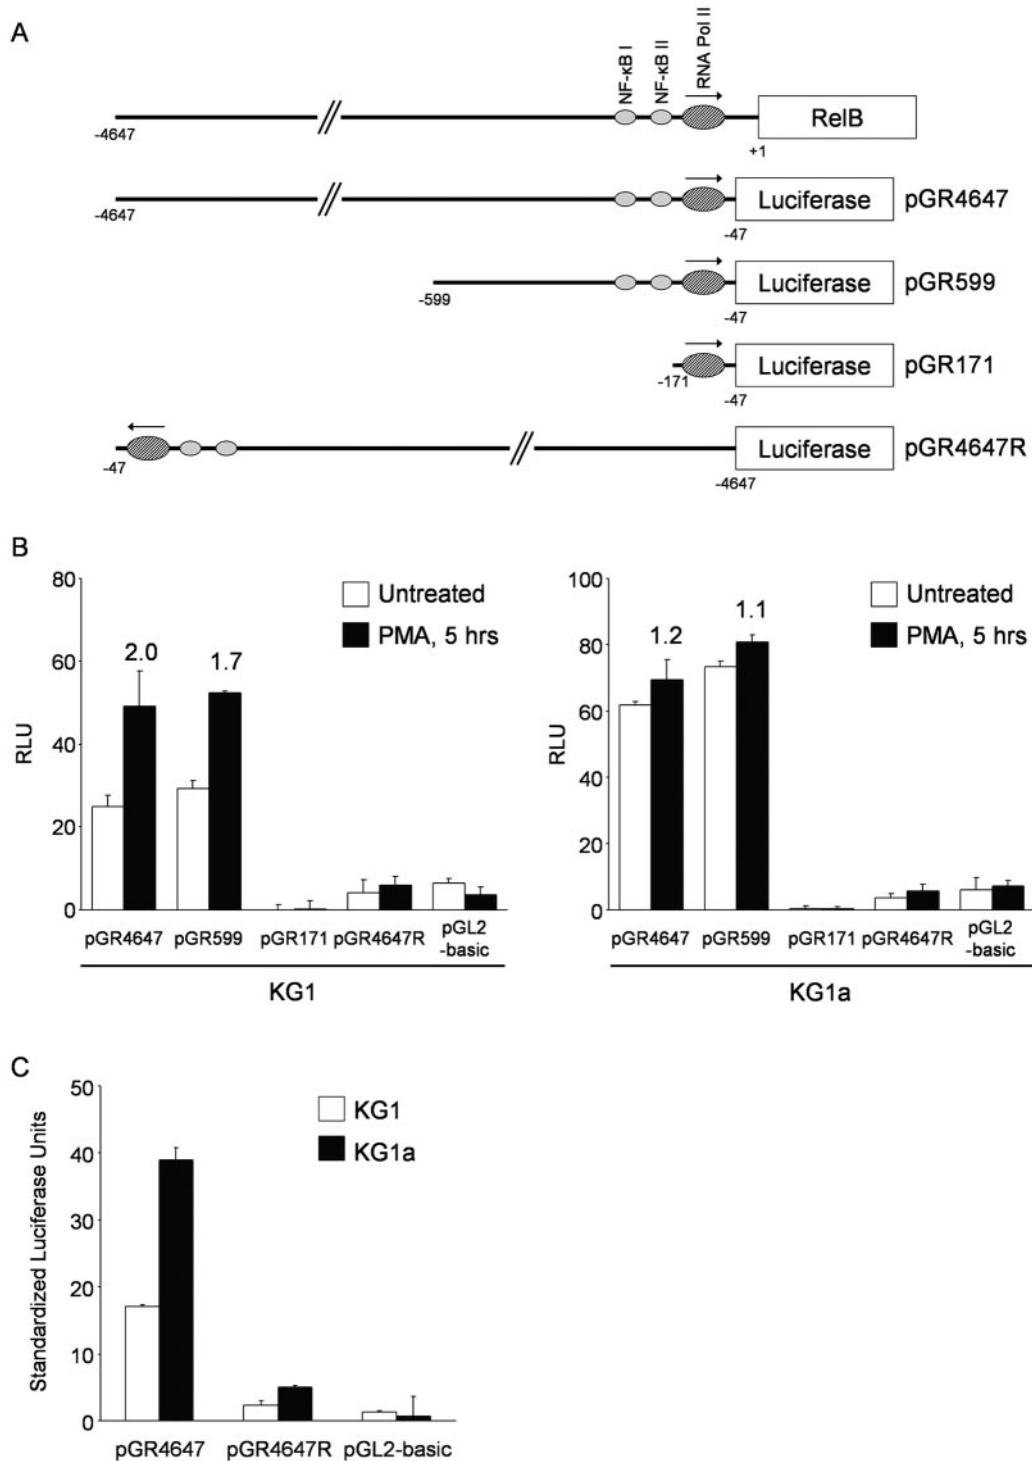 A
NF-κB I
NF-κB II
RNA Pol II
RelB
-4647
+1
Luciferase
pGR4647
-4647
-47
Luciferase
pGR599
-599
-47
Luciferase
pGR171
-171
-47
Luciferase
pGR4647R
-47
-4647
B
80
60
40
20
0
RLU
Untreated
PMA, 5 hrs
2.0
1.7
pGR4647
pGR599
pGR171
pGR4647R
pGL2
-basic
KG1
100
80
60
40
20
0
RLU
Untreated
PMA, 5 hrs
1.2
1.1
pGR4647
pGR599
pGR171
pGR4647R
pGL2
-basic
KG1a
C
50
40
30
20
10
0
Standardized Luciferase Units
KG1
KG1a
pGR4647
pGR4647R
pGL2-basic